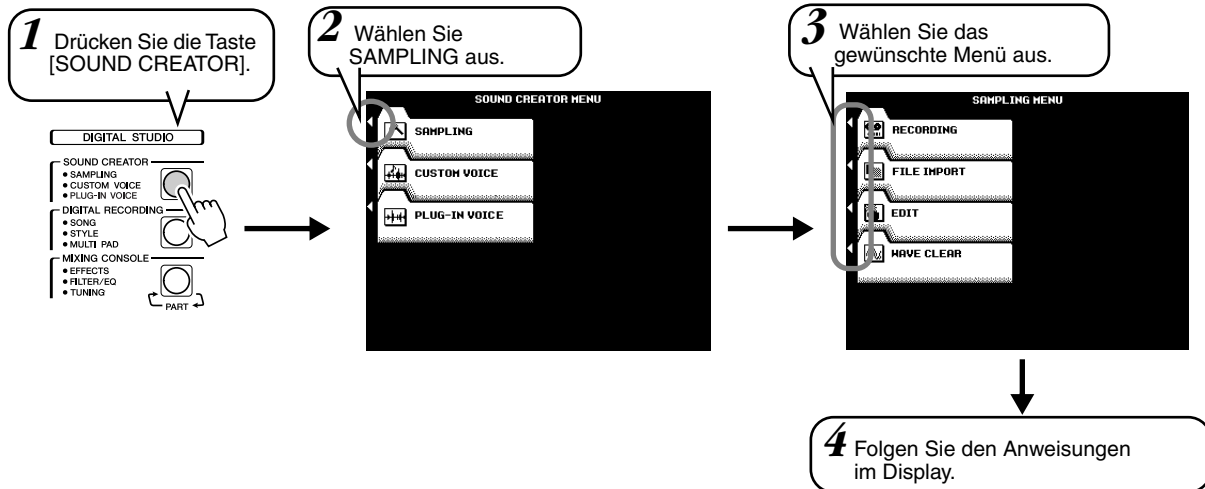 1 Drücken Sie die Taste
[SOUND CREATOR].
DIGITAL STUDIO
SOUND CREATOR
• SAMPLING
• CUSTOM VOICE
• PLUG-IN VOICE
DIGITAL RECORDING
• SONG
• STYLE
• MULTI PAD
MIXING CONSOLE
• EFFECTS
• FILTER/EQ
• TUNING
PART
2 Wählen Sie
SAMPLING aus.
SOUND CREATOR MENU
SAMPLING
CUSTOM VOICE
PLUG-IN VOICE
3 Wählen Sie das
gewünschte Menü aus.
SAMPLING MENU
RECORDING
FILE IMPORT
EDIT
WAVE CLEAR
4 Folgen Sie den Anweisungen
im Display.